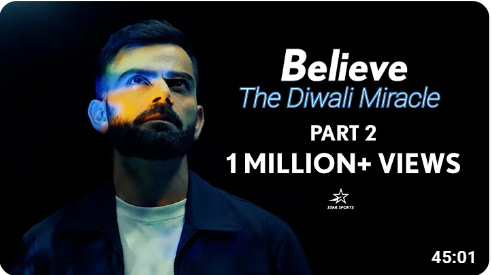 Believe
The Diwali Miracle
PART 2
1 MILLION+ VIEWS
STAR SPORTS
45:01